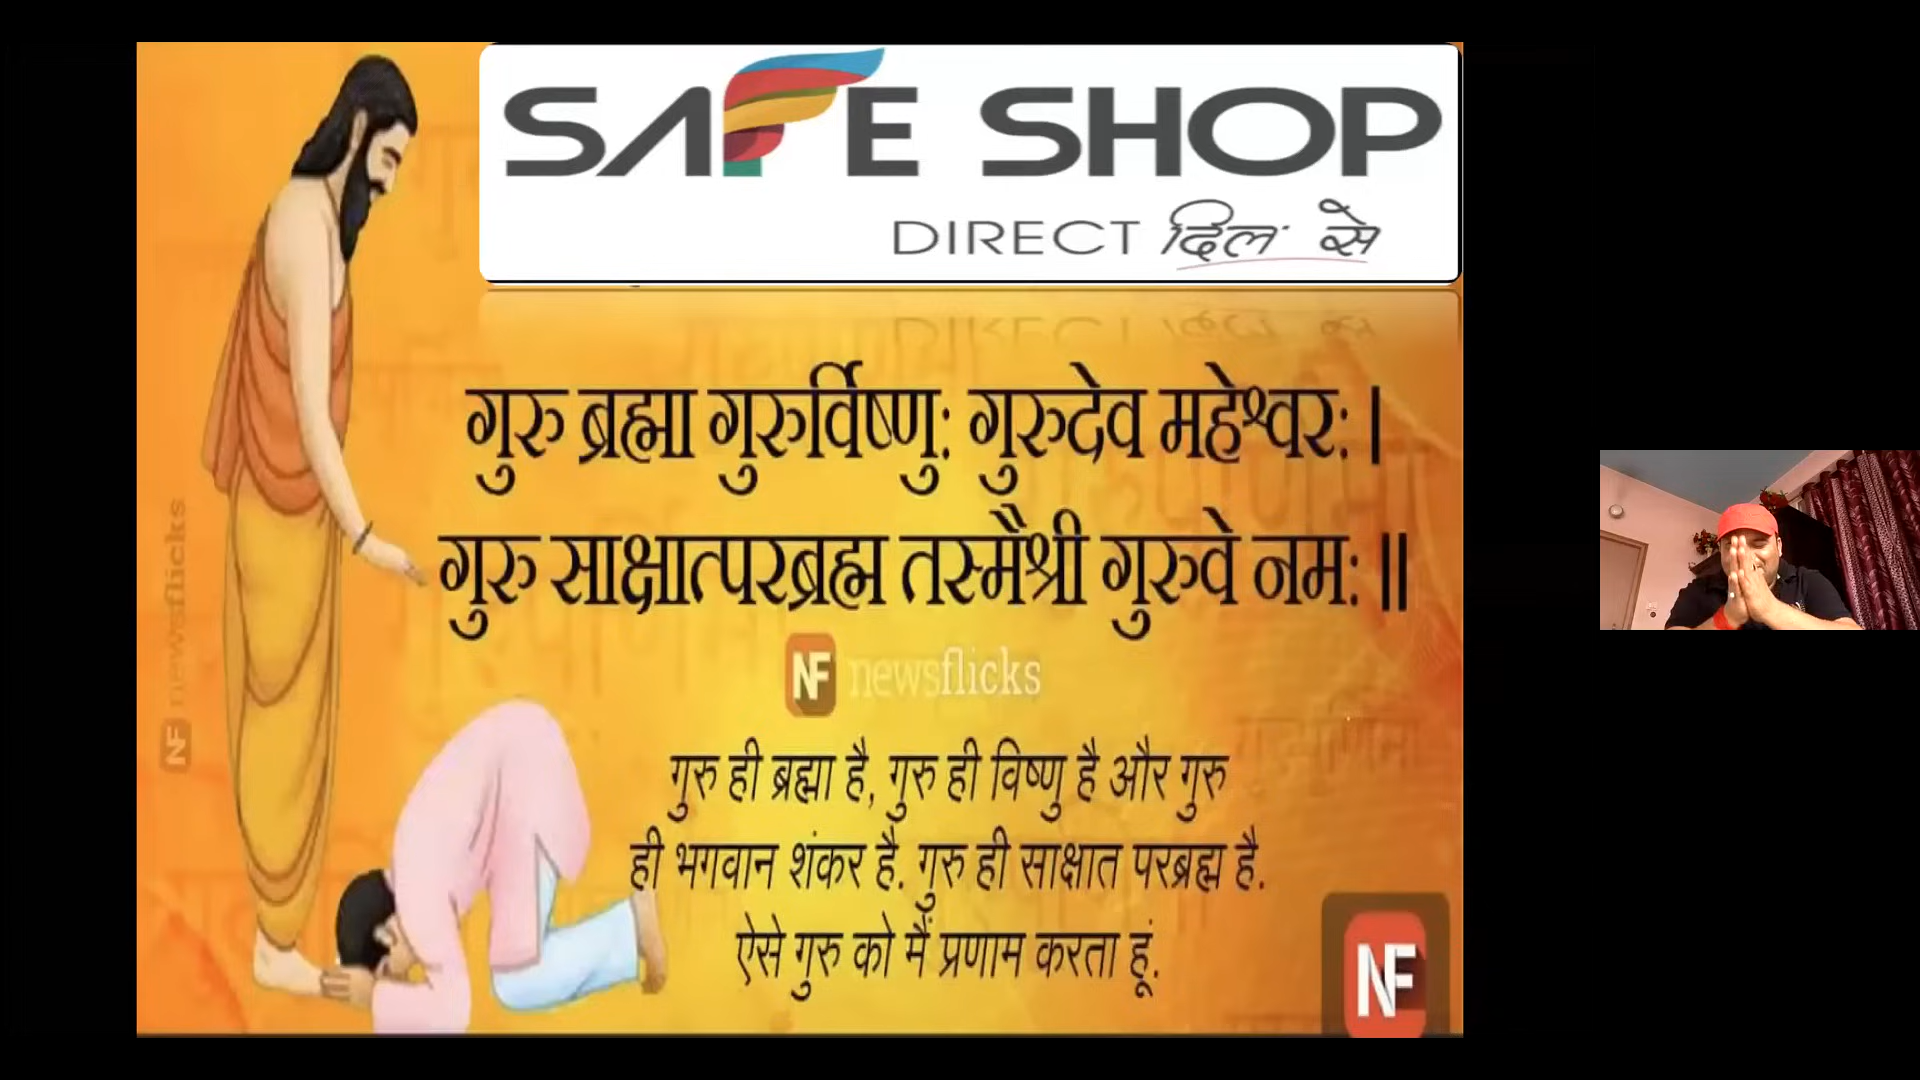 SAFE SHOP
DIRECT दिल से
गुरु ब्रह्मा गुरुर्विष्णुः गुरुदेव महेश्वरः।
गुरु साक्षात्परब्रह्म तस्मैश्री गुरुवे नमः॥
NF newsflicks
गुरु ही ब्रह्मा है, गुरु ही विष्णु है और गुरु
ही भगवान शंकर है. गुरु ही साक्षात परब्रह्म है.
ऐसे गुरु को मैं प्रणाम करता हूं.
NF newsflicks
NF